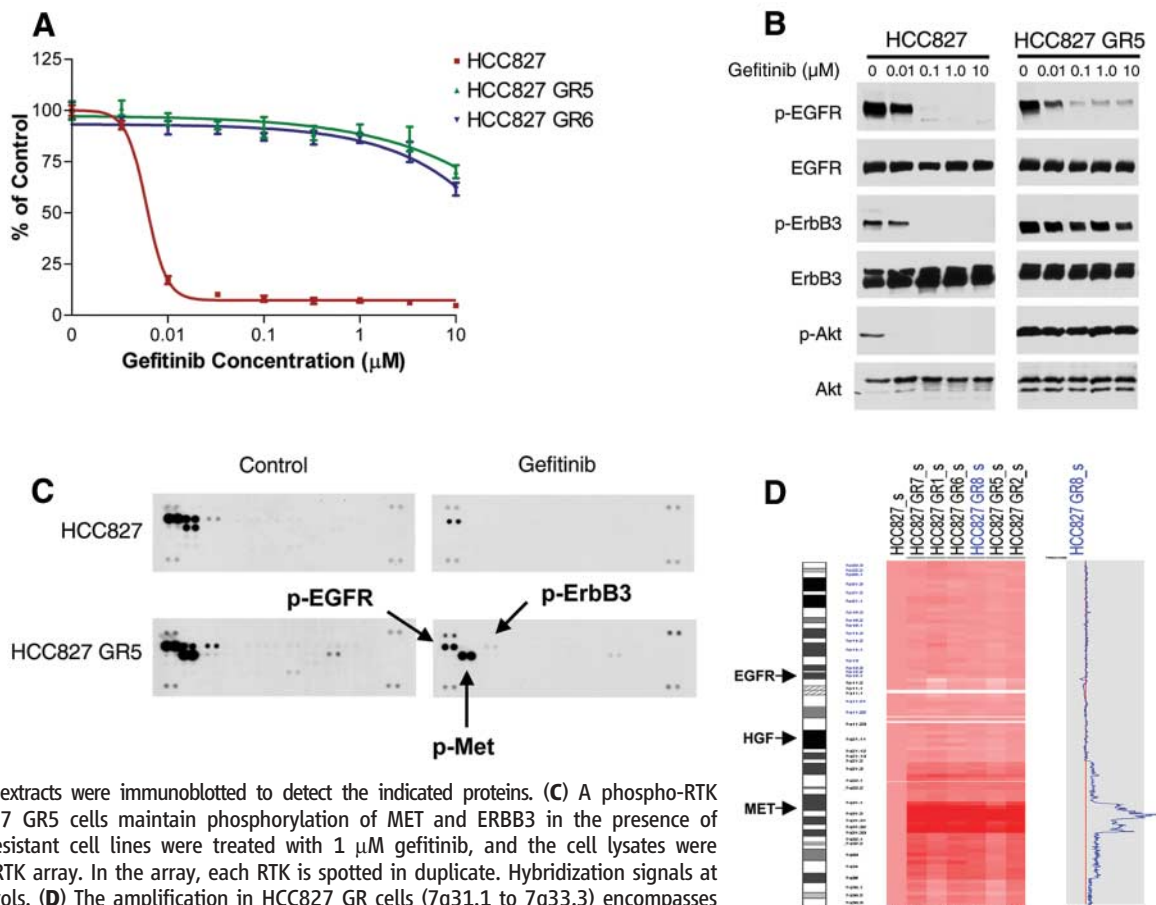 A
125
100
75
50
25
0
% of Control
0 0.01 0.1 1 10
Gefitinib Concentration (µM)
HCC827
HCC827 GR5
HCC827 GR6
B
HCC827 HCC827 GR5
Gefitinib (µM) 0 0.01 0.1 1.0 10 0 0.01 0.1 1.0 10
p-EGFR
EGFR
p-ErbB3
ErbB3
p-Akt
Akt
C
Control Gefitinib
HCC827
p-EGFR p-ErbB3
HCC827 GR5
p-Met
D
HCC827_s
HCC827 GR7_s
HCC827 GR1_s
HCC827 GR6_s
HCC827 GR8_s
HCC827 GR5_s
HCC827 GR2_s
HCC827 GR8_s
EGFR
HGF
MET
extracts were immunoblotted to detect the indicated proteins. (C) A phospho-RTK
7 GR5 cells maintain phosphorylation of MET and ERBB3 in the presence of
esistant cell lines were treated with 1 µM gefitinib, and the cell lysates were
RTK array. In the array, each RTK is spotted in duplicate. Hybridization signals at
ols. (D) The amplification in HCC827 GR cells (7q31.1 to 7q33.3) encompasses